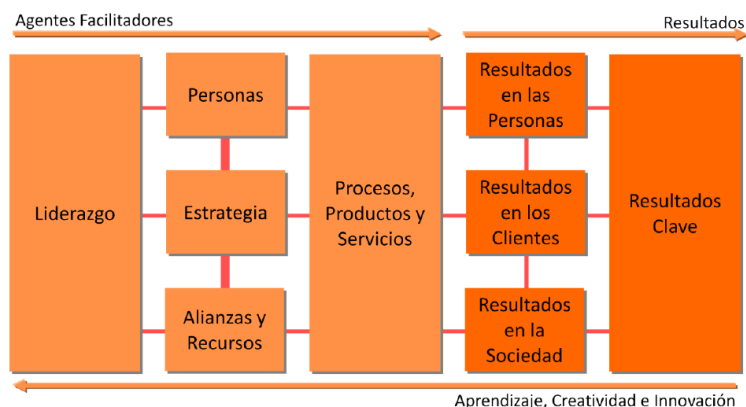 Agentes Facilitadores
Resultados
Liderazgo
Personas
Estrategia
Alianzas y
Recursos
Procesos,
Productos y
Servicios
Resultados
en las
Personas
Resultados
en los
Clientes
Resultados
en la
Sociedad
Resultados
Clave
Aprendizaje, Creatividad e Innovación